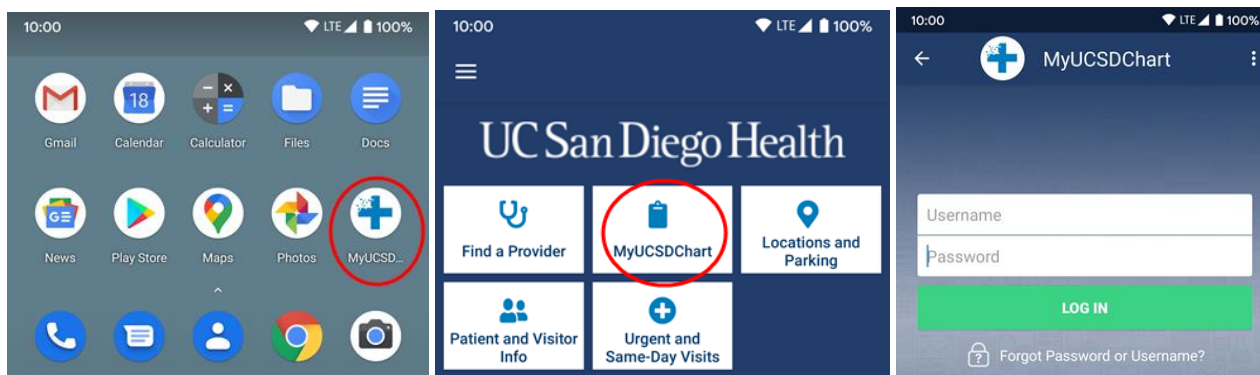 10:00 LTE 100%
18
Gmail Calendar Calculator Files Docs
GE
News Play Store Maps Photos MyUCSD...
10:00 LTE 100%
UC San Diego Health
Find a Provider
MyUCSDChart
Locations and
Parking
Patient and Visitor
Info
Urgent and
Same-Day Visits
10:00 LTE 100%
MyUCSDChart
Username
Password
LOG IN
Forgot Password or Username?